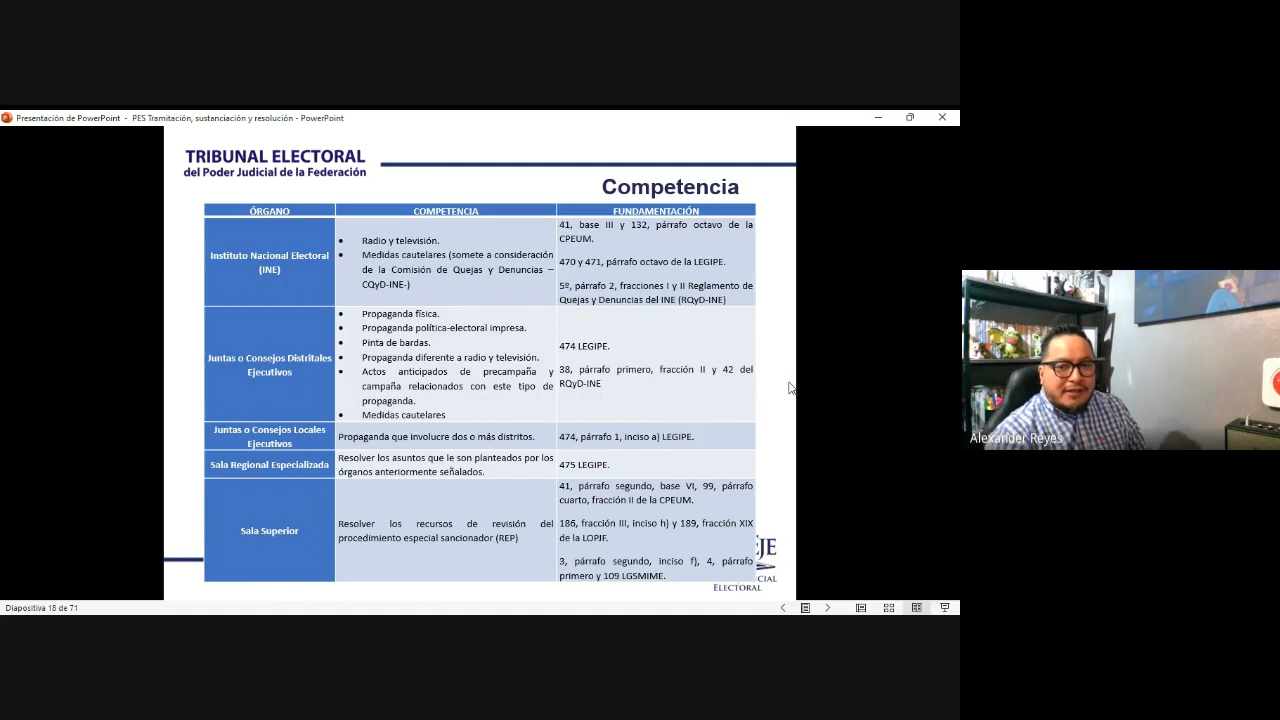 Presentación de PowerPoint - PES Tramitación, sustanciación y resolución - PowerPoint
TRIBUNAL ELECTORAL
del Poder Judicial de la Federación
Competencia
ÓRGANO
COMPETENCIA
FUNDAMENTACIÓN
Instituto Nacional Electoral
(INE)
• Radio y televisión.
• Medidas cautelares (somete a consideración
de la Comisión de Quejas y Denuncias –
CQyD-INE-)
41, base III y 132, párrafo octavo de la
CPEUM.
470 y 471, párrafo octavo de la LEGIPE.
5º, párrafo 2, fracciones I y II Reglamento de
Quejas y Denuncias del INE (RQyD-INE)
Juntas o Consejos Distritales
Ejecutivos
• Propaganda física.
• Propaganda política-electoral impresa.
• Pinta de bardas.
• Propaganda diferente a radio y televisión.
• Actos anticipados de precampaña y
campaña relacionados con este tipo de
propaganda.
• Medidas cautelares
474 LEGIPE.
38, párrafo primero, fracción II y 42 del
RQyD-INE
Juntas o Consejos Locales
Ejecutivos
Propaganda que involucre dos o más distritos.
474, párrafo 1, inciso a) LEGIPE.
Sala Regional Especializada
Resolver los asuntos que le son planteados por los
órganos anteriormente señalados.
475 LEGIPE.
Sala Superior
Resolver los recursos de revisión del
procedimiento especial sancionador (REP)
41, párrafo segundo, base VI, 99, párrafo
cuarto, fracción II de la CPEUM.
186, fracción III, inciso h) y 189, fracción XIX
de la LOPJF.
3, párrafo segundo, inciso f), 4, párrafo
primero y 109 LGSMIME.
EJE
CIAL
ELECTORAL
Diapositiva 18 de 71
Alexander Reyes